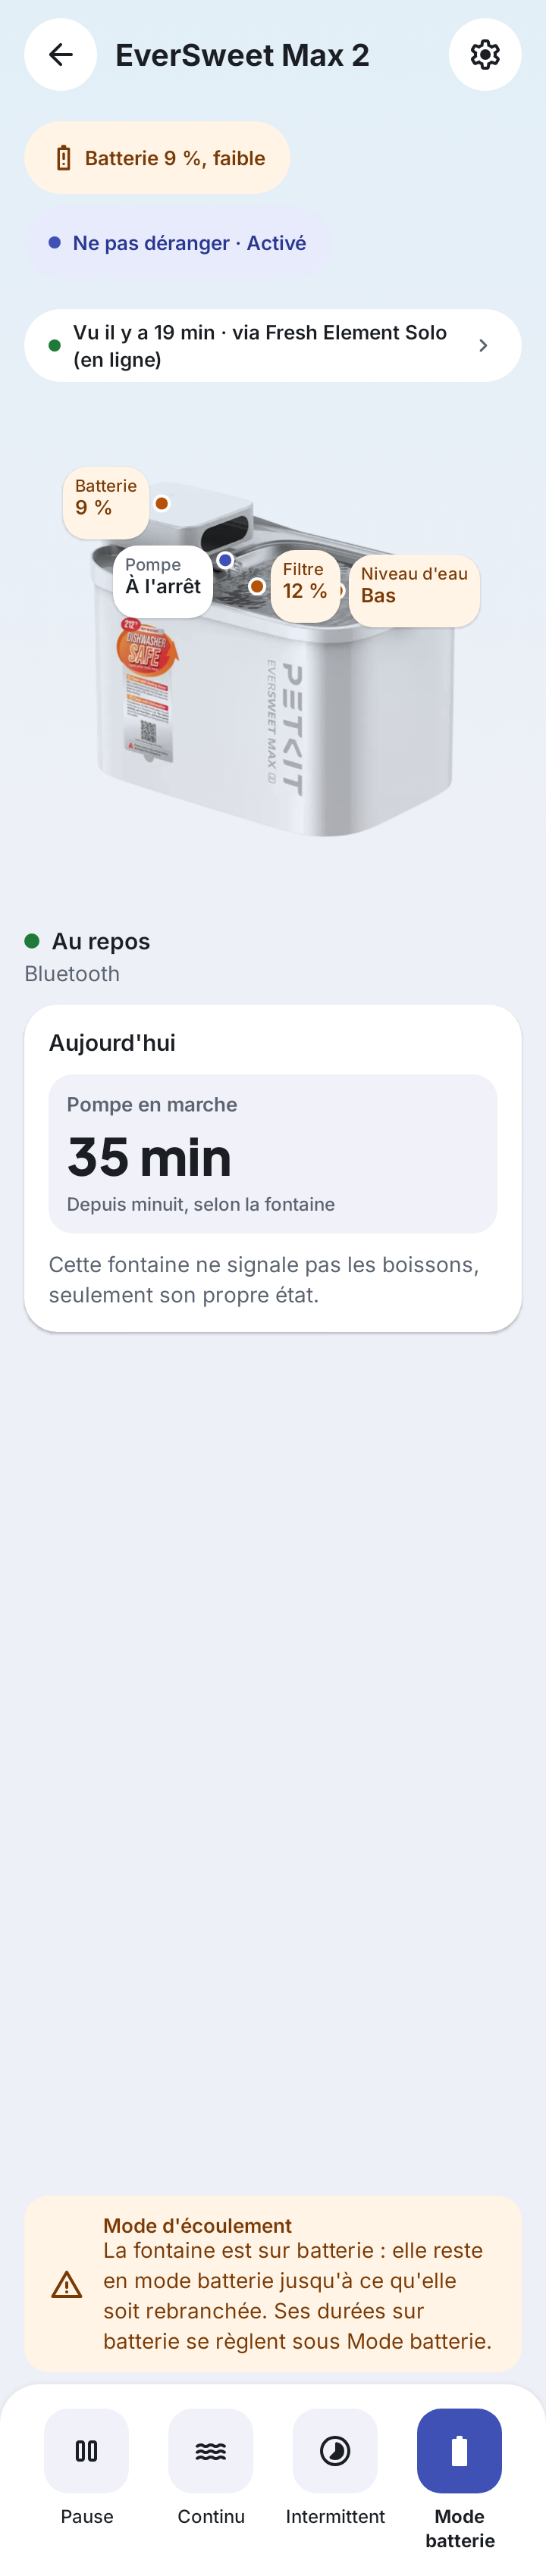 EverSweet Max 2
Batterie 9 %, faible
Ne pas déranger · Activé
Vu il y a 19 min · via Fresh Element Solo
(en ligne)
Batterie
9 %
Pompe
À l'arrêt
Filtre
12 %
Niveau d'eau
Bas
212°
DISHWASHER
SAFE
PETKIT
EVERSWEET MAX 2
Au repos
Bluetooth
Aujourd'hui
Pompe en marche
35 min
Depuis minuit, selon la fontaine
Cette fontaine ne signale pas les boissons,
seulement son propre état.
Mode d'écoulement
La fontaine est sur batterie : elle reste
en mode batterie jusqu'à ce qu'elle
soit rebranchée. Ses durées sur
batterie se règlent sous Mode batterie.
Pause
Continu
Intermittent
Mode
batterie